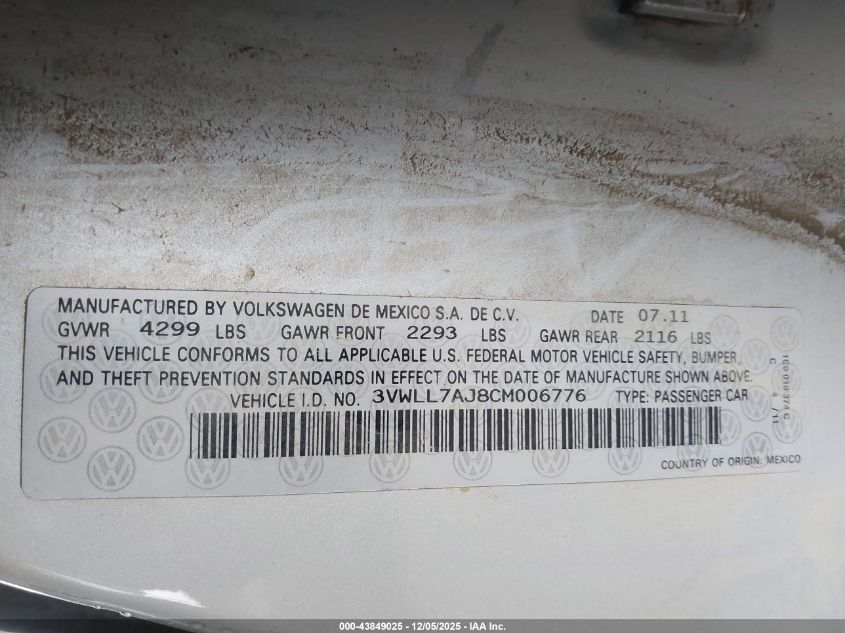 MANUFACTURED BY VOLKSWAGEN DE MEXICO S.A. DE C.V. DATE 07.11
GVWR 4299 LBS GAWR FRONT 2293 LBS GAWR REAR 2116 LBS
THIS VEHICLE CONFORMS TO ALL APPLICABLE U.S. FEDERAL MOTOR VEHICLE SAFETY, BUMPER,
AND THEFT PREVENTION STANDARDS IN EFFECT ON THE DATE OF MANUFACTURE SHOWN ABOVE.
VEHICLE I.D. NO. 3VWLL7AJ8CM006776 TYPE: PASSENGER CAR
COUNTRY OF ORIGIN: MEXICO
000-43849025 - 12/05/2025 - IAA Inc.